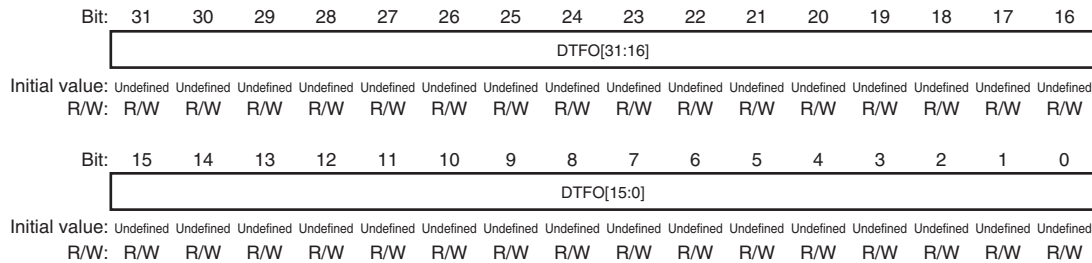 Bit: 31 30 29 28 27 26 25 24 23 22 21 20 19 18 17 16
DTFO[31:16]
Initial value: Undefined Undefined Undefined Undefined Undefined Undefined Undefined Undefined Undefined Undefined Undefined Undefined Undefined Undefined Undefined Undefined
R/W: R/W R/W R/W R/W R/W R/W R/W R/W R/W R/W R/W R/W R/W R/W R/W R/W
Bit: 15 14 13 12 11 10 9 8 7 6 5 4 3 2 1 0
DTFO[15:0]
Initial value: Undefined Undefined Undefined Undefined Undefined Undefined Undefined Undefined Undefined Undefined Undefined Undefined Undefined Undefined Undefined Undefined
R/W: R/W R/W R/W R/W R/W R/W R/W R/W R/W R/W R/W R/W R/W R/W R/W R/W